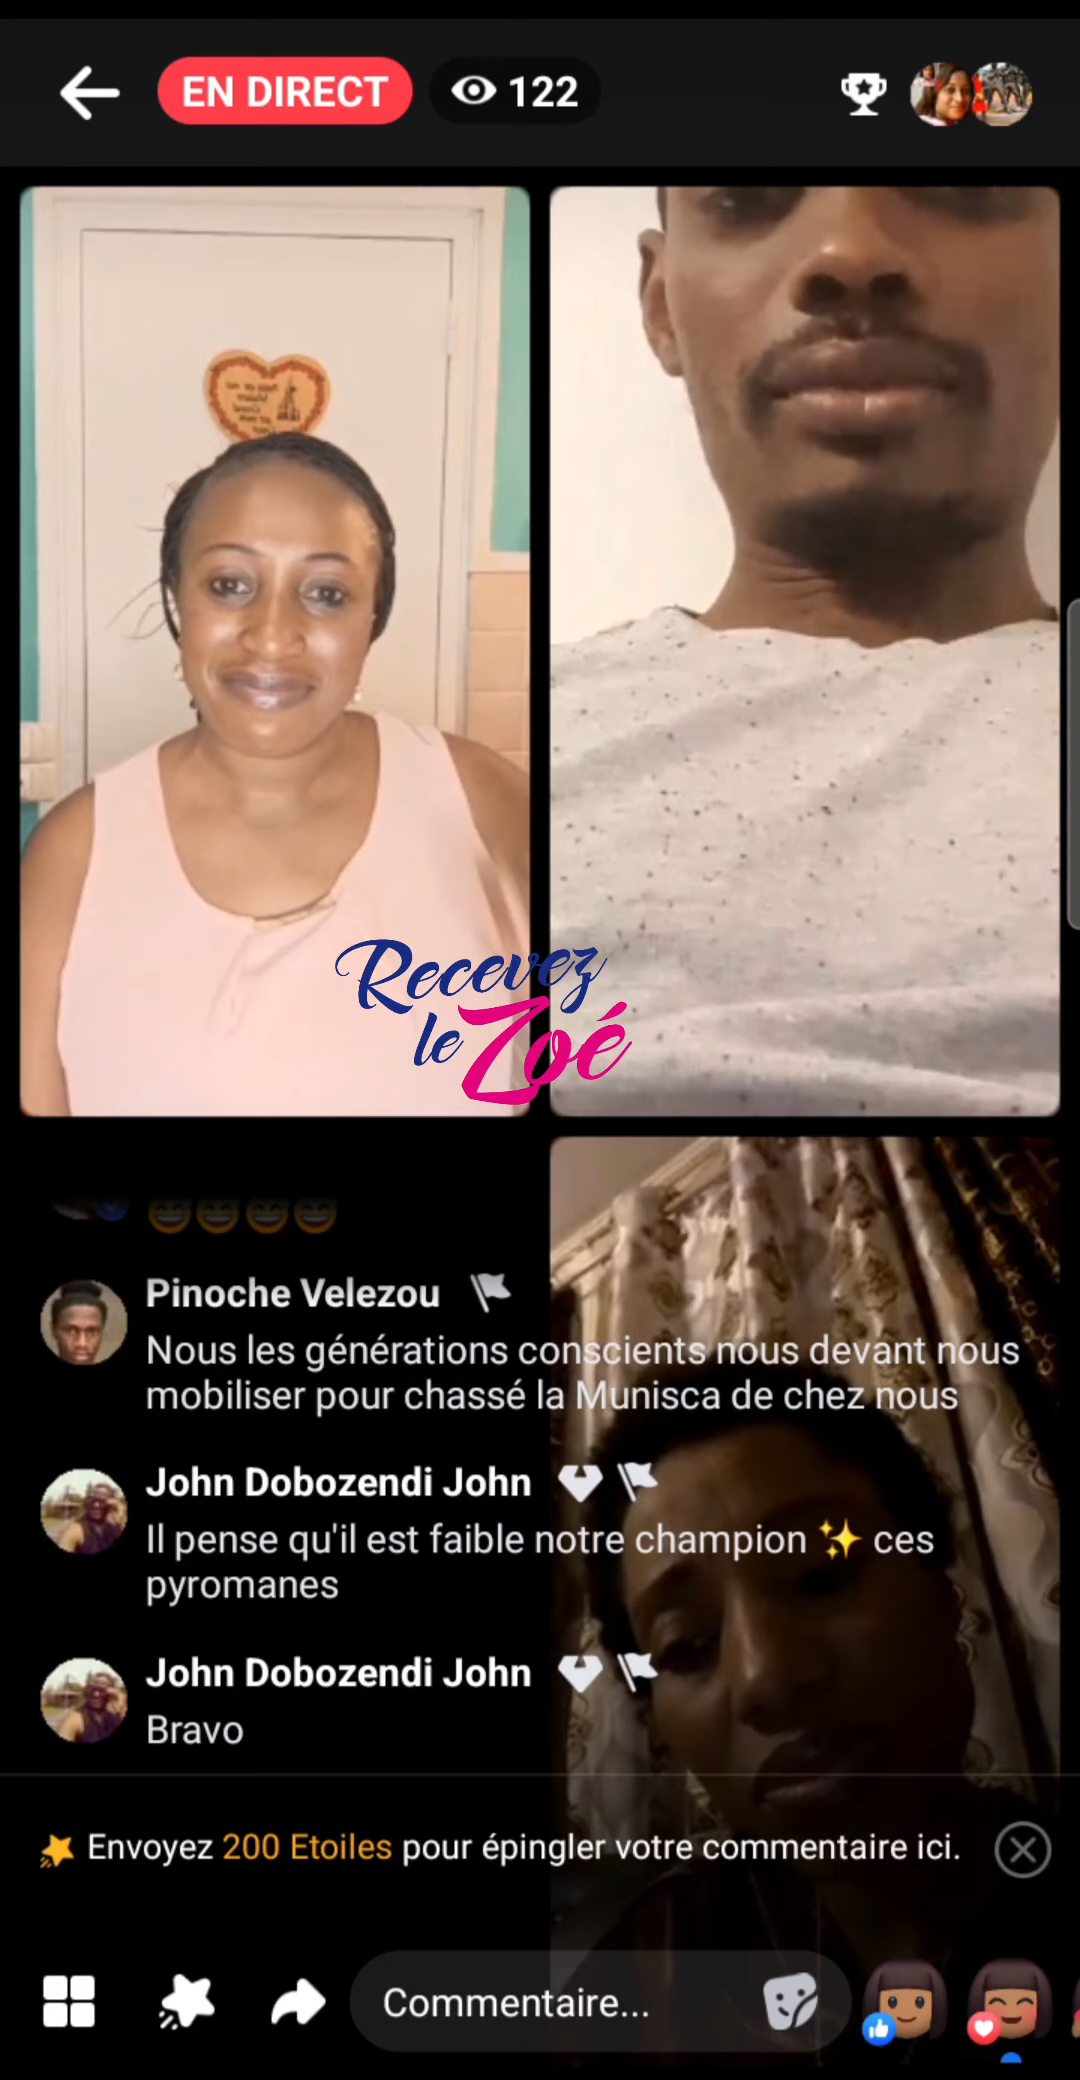 EN DIRECT
122
Recevez
le Zoé
Pinoche Velezou
Nous les générations conscients nous devant nous
mobiliser pour chassé la Munisca de chez nous
John Dobozendi John
Il pense qu'il est faible notre champion ✨ ces
pyromanes
John Dobozendi John
Bravo
Envoyez 200 Etoiles pour épingler votre commentaire ici.
Commentaire...